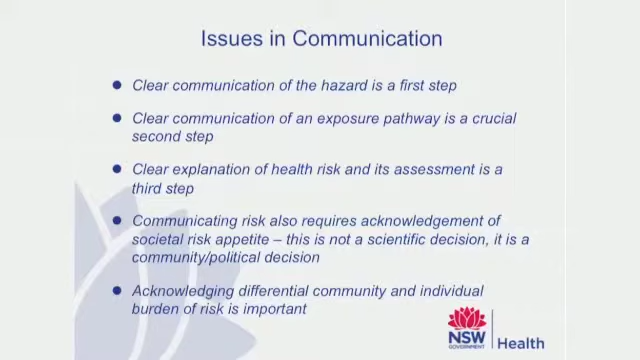 Issues in Communication
Clear communication of the hazard is a first step
Clear communication of an exposure pathway is a crucial
second step
Clear explanation of health risk and its assessment is a
third step
Communicating risk also requires acknowledgement of
societal risk appetite – this is not a scientific decision, it is a
community/political decision
Acknowledging differential community and individual
burden of risk is important
NSW
GOVERNMENT
Health